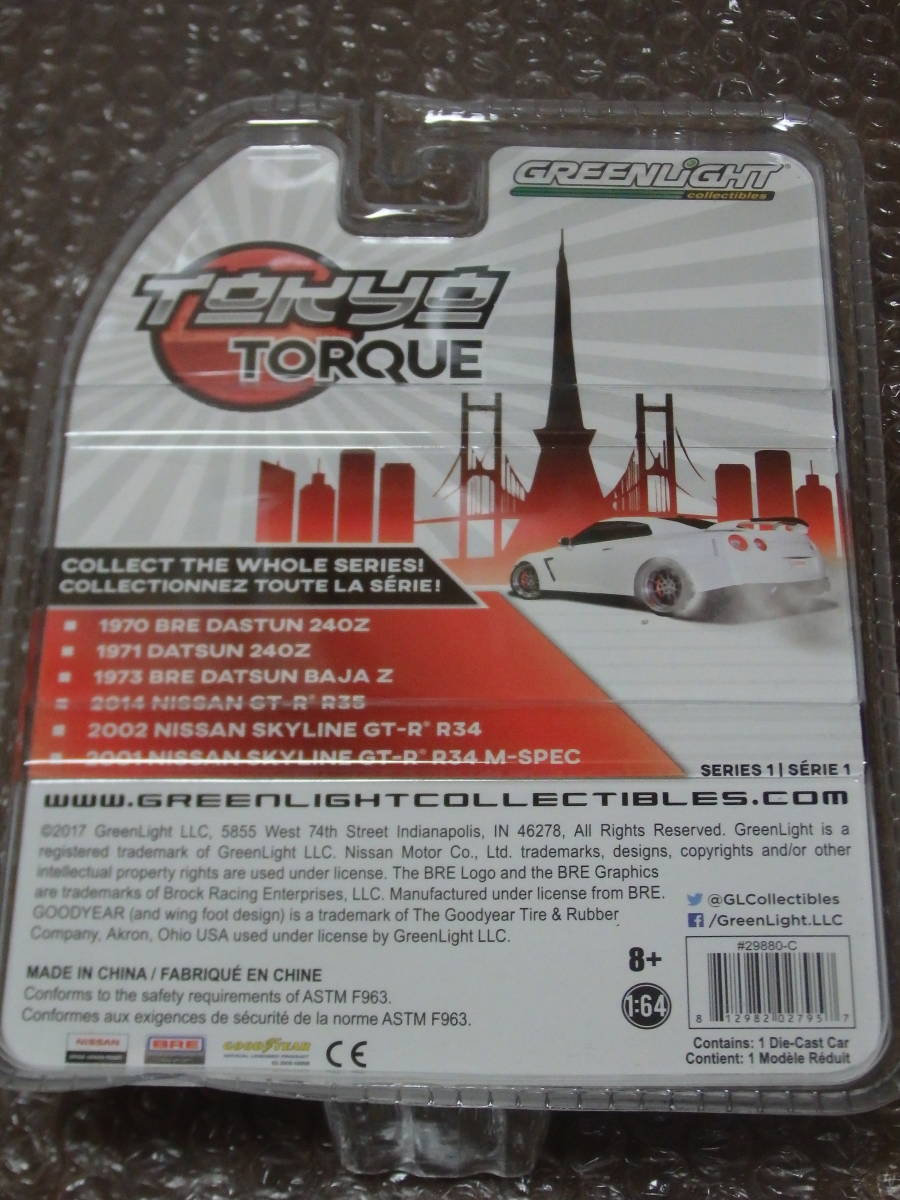 GREENLIGHT
collectibles
TOKYO
TORQUE
COLLECT THE WHOLE SERIES!
COLLECTIONNEZ TOUTE LA SÉRIE!
1970 BRE DASTUN 240Z
1971 DATSUN 240Z
1973 BRE DATSUN BAJA Z
2014 NISSAN GT-R® R35
2002 NISSAN SKYLINE GT-R® R34
2001 NISSAN SKYLINE GT-R® R34 M-SPEC
SERIES 1 | SÉRIE 1
WWW.GREENLIGHTCOLLECTIBLES.COM
©2017 GreenLight LLC, 5855 West 74th Street Indianapolis, IN 46278, All Rights Reserved. GreenLight is a
registered trademark of GreenLight LLC. Nissan Motor Co., Ltd. trademarks, designs, copyrights and/or other
intellectual property rights are used under license. The BRE Logo and the BRE Graphics
are trademarks of Brock Racing Enterprises, LLC. Manufactured under license from BRE.
GOODYEAR (and wing foot design) is a trademark of The Goodyear Tire & Rubber
Company, Akron, Ohio USA used under license by GreenLight LLC.
@GLCollectibles
/GreenLight.LLC
MADE IN CHINA / FABRIQUÉ EN CHINE
Conforms to the safety requirements of ASTM F963.
Conformes aux exigences de sécurité de la norme ASTM F963.
8+
1:64
#29880-C
8 12982 02795 7
Contains: 1 Die-Cast Car
Contient: 1 Modèle Réduit
NISSAN
BRE
GOODYEAR
CE